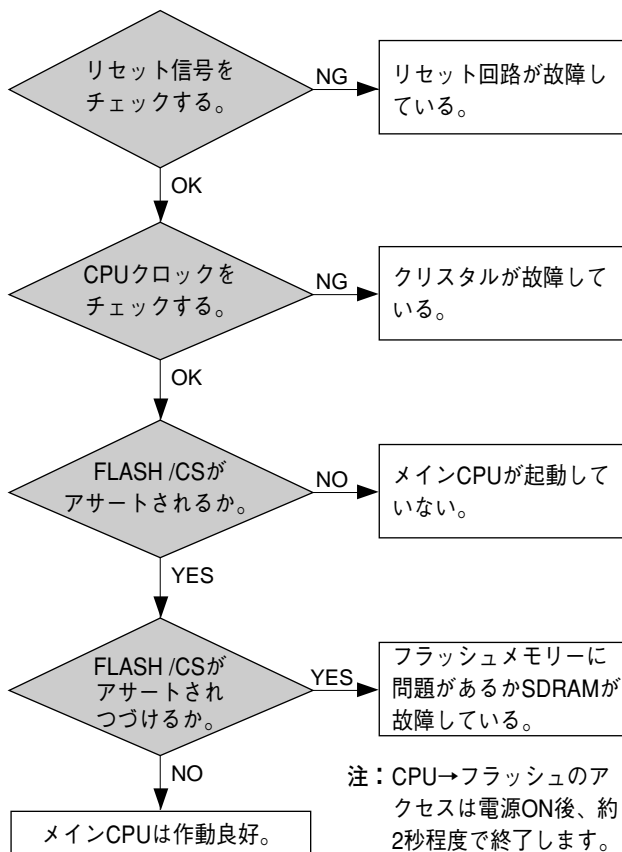 リセット信号を
チェックする。
NG
リセット回路が故障し
ている。
OK
CPUクロックを
チェックする。
NG
クリスタルが故障して
いる。
OK
FLASH /CSが
アサートされるか。
NO
メインCPUが起動して
いない。
YES
FLASH /CSが
アサートされ
つづけるか。
YES
フラッシュメモリーに
問題があるかSDRAMが
故障している。
NO
メインCPUは作動良好。
注：CPU→フラッシュのア
クセスは電源ON後、約
2秒程度で終了します。